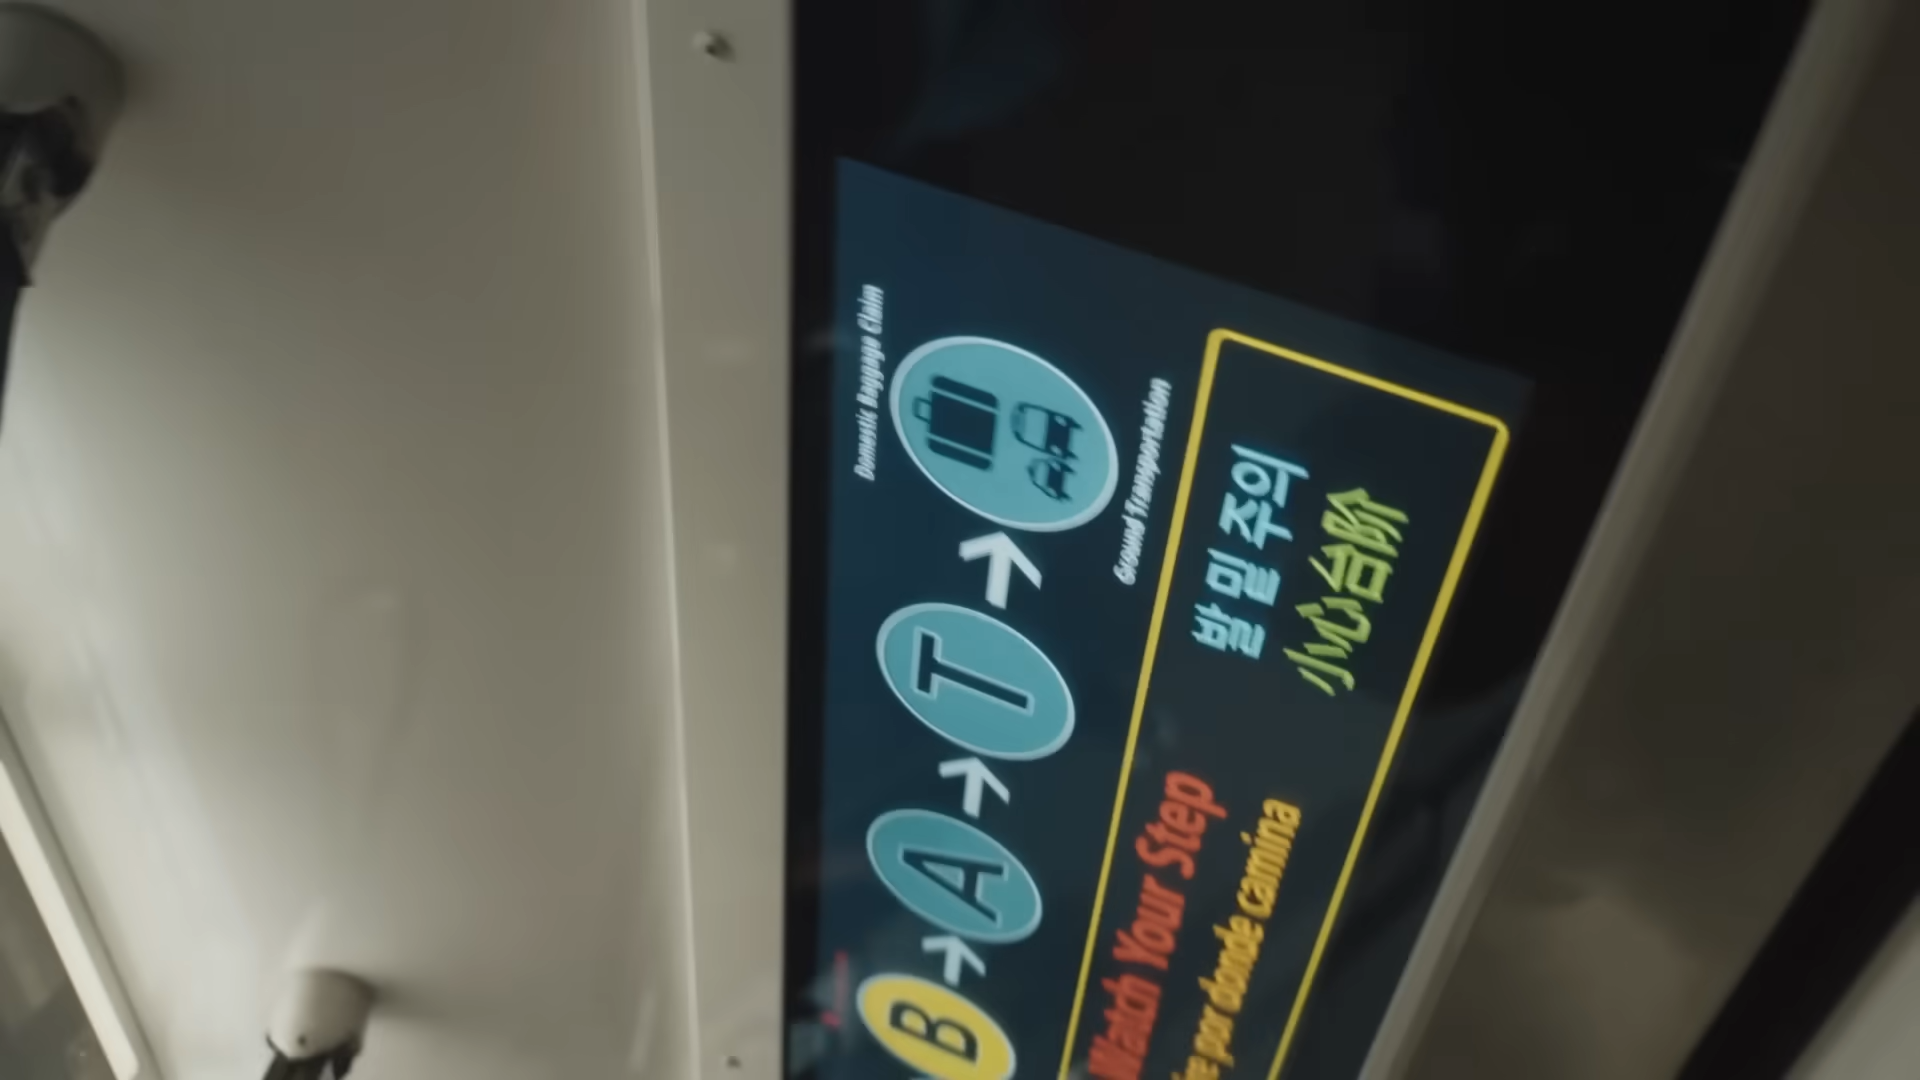 Domestic Baggage Claim
B → A → T →
Ground Transportation
Watch Your Step
por donde camina
발 밑 주의
小心台阶